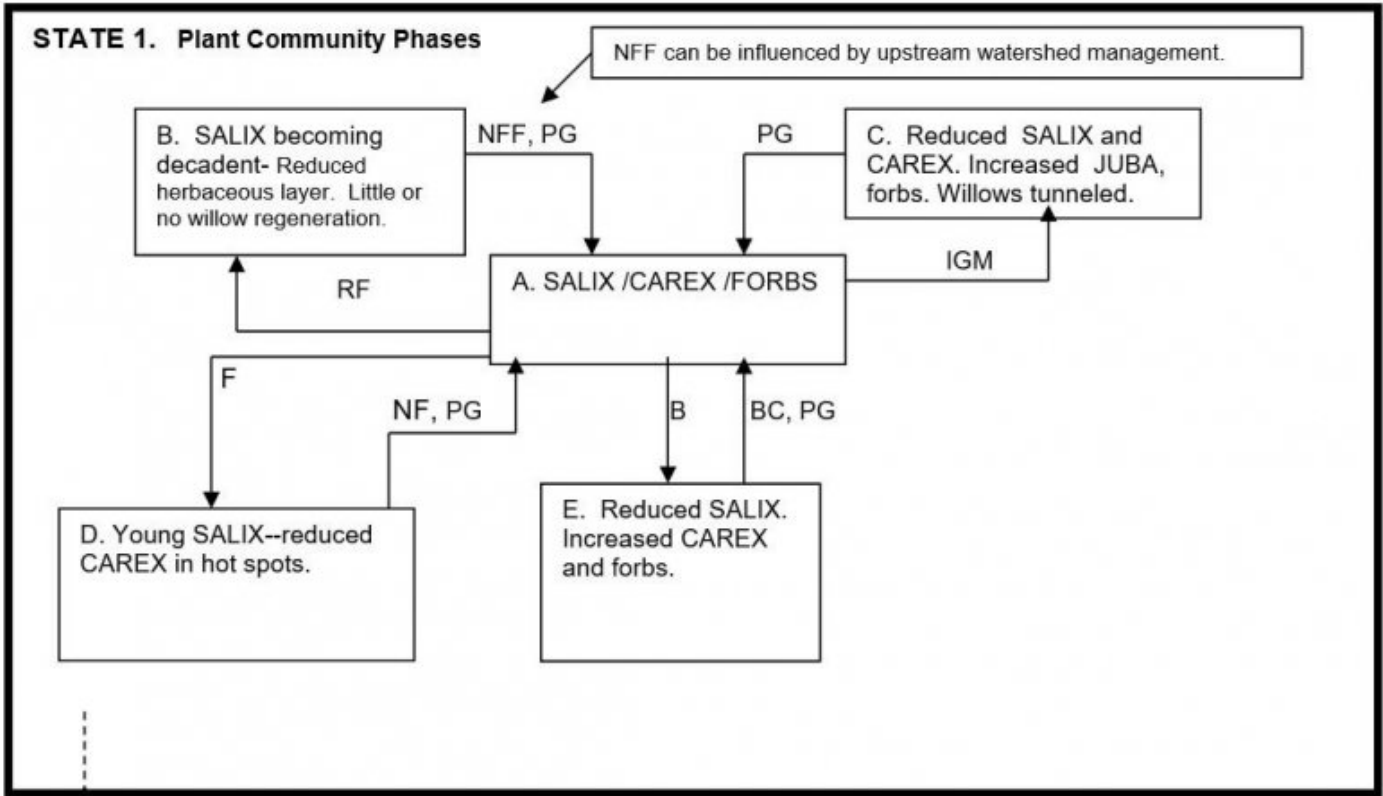 STATE 1. Plant Community Phases
NFF can be influenced by upstream watershed management.
B. SALIX becoming
decadent- Reduced
herbaceous layer. Little or
no willow regeneration.
NFF, PG
PG
C. Reduced SALIX and
CAREX. Increased JUBA,
forbs. Willows tunneled.
A. SALIX /CAREX /FORBS
IGM
RF
F
NF, PG
B
BC, PG
D. Young SALIX--reduced
CAREX in hot spots.
E. Reduced SALIX.
Increased CAREX
and forbs.